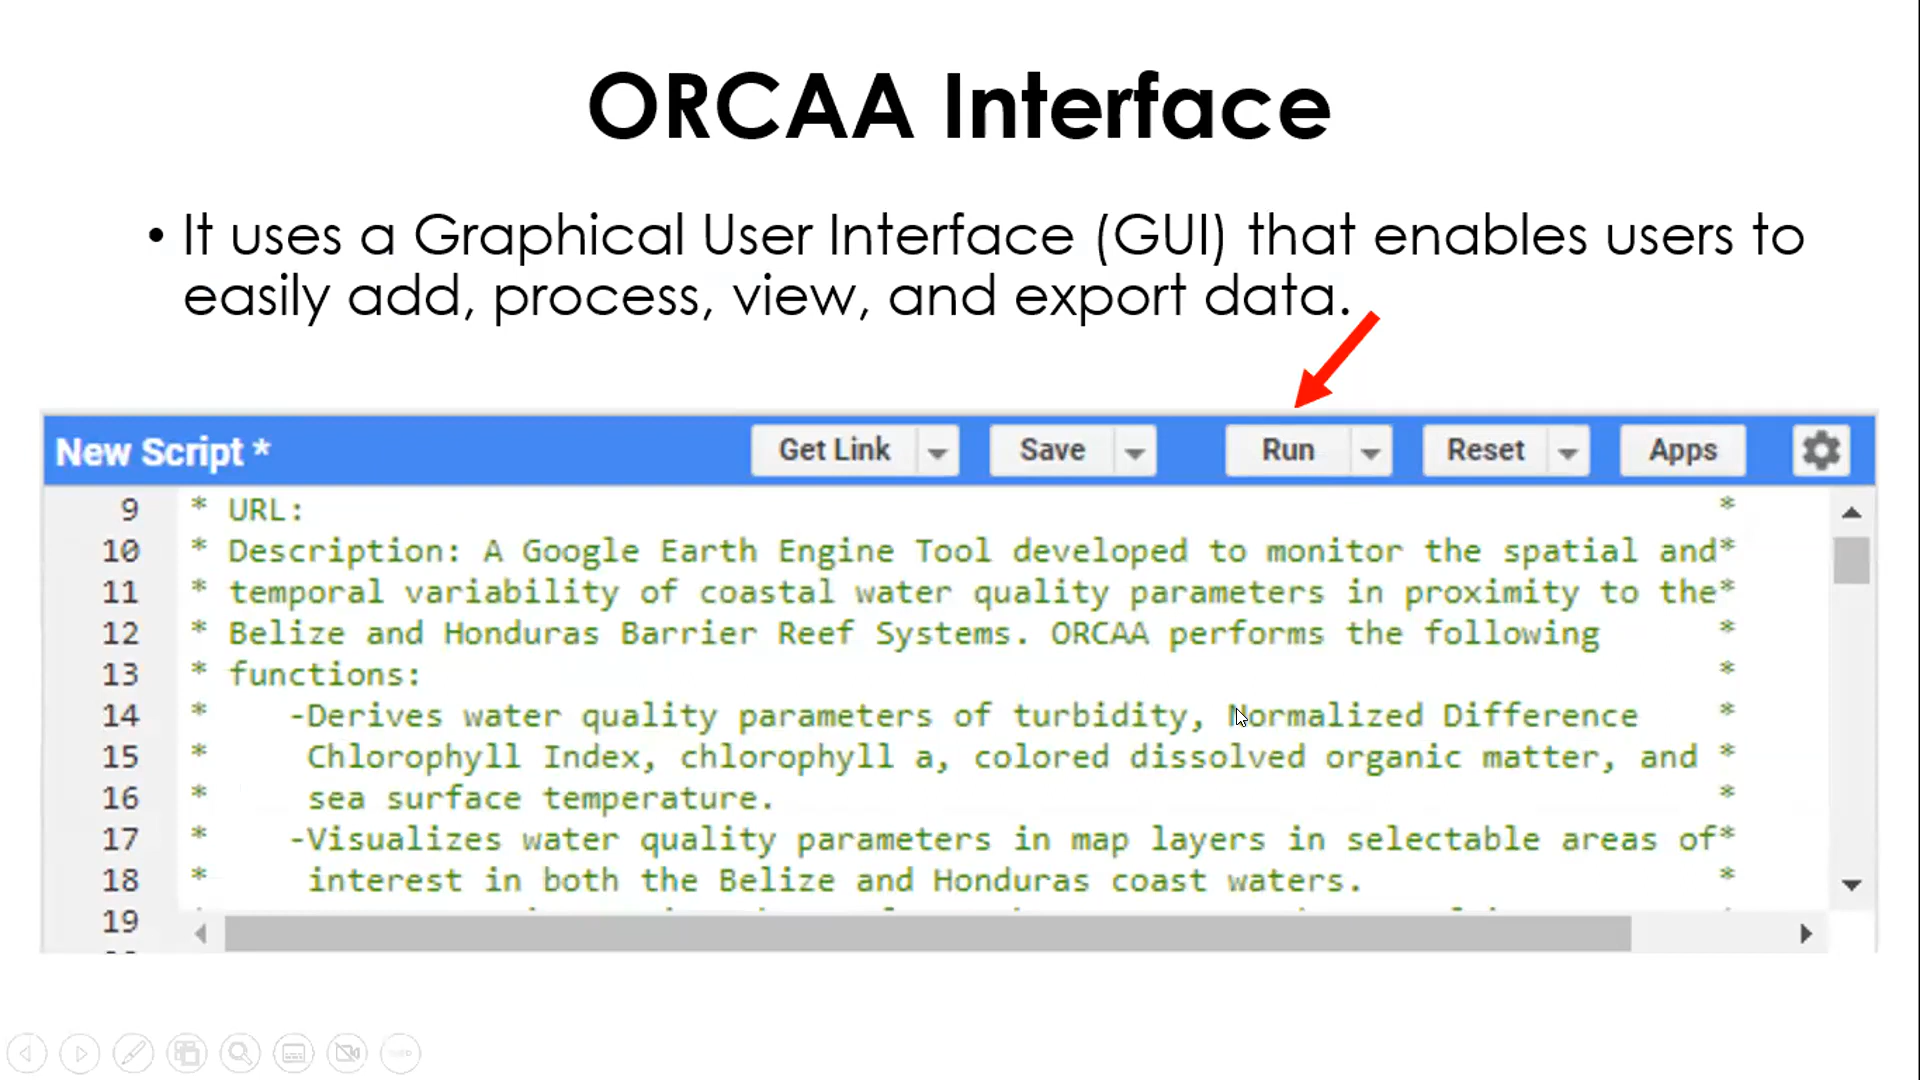 ORCAA Interface
• It uses a Graphical User Interface (GUI) that enables users to
easily add, process, view, and export data.
New Script * Get Link Save Run Reset Apps
9 * URL: *
10 * Description: A Google Earth Engine Tool developed to monitor the spatial and*
11 * temporal variability of coastal water quality parameters in proximity to the*
12 * Belize and Honduras Barrier Reef Systems. ORCAA performs the following *
13 * functions: *
14 * -Derives water quality parameters of turbidity, Normalized Difference *
15 * Chlorophyll Index, chlorophyll a, colored dissolved organic matter, and *
16 * sea surface temperature. *
17 * -Visualizes water quality parameters in map layers in selectable areas of*
18 * interest in both the Belize and Honduras coast waters. *
19